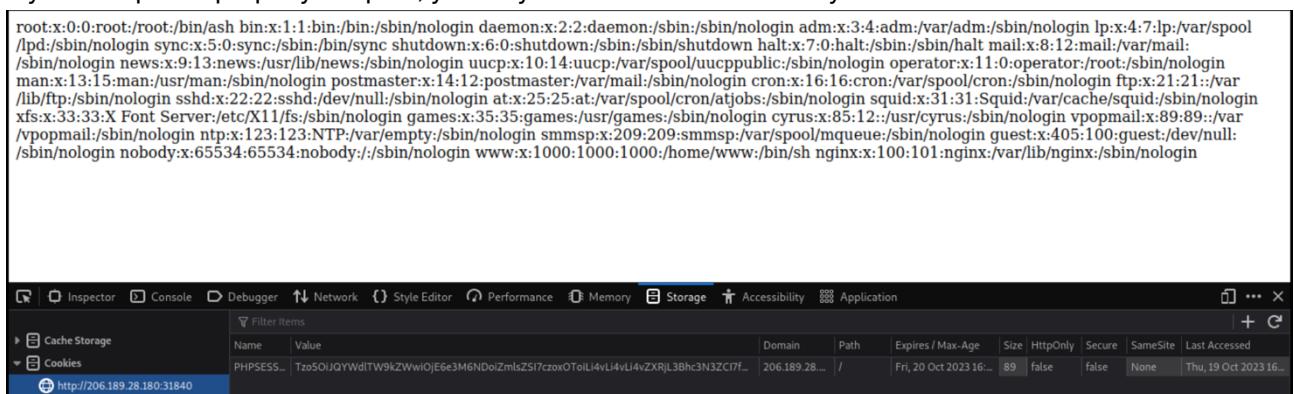 root:x:0:0:root:/root:/bin/ash bin:x:1:1:bin:/bin:/sbin/nologin daemon:x:2:2:daemon:/sbin:/sbin/nologin adm:x:3:4:adm:/var/adm:/sbin/nologin lp:x:4:7:lp:/var/spool
/lpd:/sbin/nologin sync:x:5:0:sync:/sbin:/bin/sync shutdown:x:6:0:shutdown:/sbin:/sbin/shutdown halt:x:7:0:halt:/sbin:/sbin/halt mail:x:8:12:mail:/var/mail:
/sbin/nologin news:x:9:13:news:/usr/lib/news:/sbin/nologin uucp:x:10:14:uucp:/var/spool/uucppublic:/sbin/nologin operator:x:11:0:operator:/root:/sbin/nologin
man:x:13:15:man:/usr/man:/sbin/nologin postmaster:x:14:12:postmaster:/var/mail:/sbin/nologin cron:x:16:16:cron:/var/spool/cron:/sbin/nologin ftp:x:21:21::/var
/lib/ftp:/sbin/nologin sshd:x:22:22:sshd:/dev/null:/sbin/nologin at:x:25:25:at:/var/spool/cron/atjobs:/sbin/nologin squid:x:31:31:Squid:/var/cache/squid:/sbin/nologin
xfs:x:33:33:X Font Server:/etc/X11/fs:/sbin/nologin games:x:35:35:games:/usr/games:/sbin/nologin cyrus:x:85:12::/usr/cyrus:/sbin/nologin vpopmail:x:89:89::/var
/vpopmail:/sbin/nologin ntp:x:123:123:NTP:/var/empty:/sbin/nologin smmsp:x:209:209:smmsp:/var/spool/mqueue:/sbin/nologin guest:x:405:100:guest:/dev/null:
/sbin/nologin nobody:x:65534:65534:nobody:/:/sbin/nologin www:x:1000:1000:1000:/home/www:/bin/sh nginx:x:100:101:nginx:/var/lib/nginx:/sbin/nologin
Inspector Console Debugger Network {} Style Editor Performance Memory Storage Accessibility Application
Filter Items
Cache Storage
Cookies
http://206.189.28.180:31840
Name Value Domain Path Expires / Max-Age Size HttpOnly Secure SameSite Last Accessed
PHPSESS... Tzo5OiJQYWdlTW9kZWwiOjE6e3M6NDoiZmlsZSI7czoxOToiLi4vLi4vLi4vZXRjL3Bhc3N3ZCI7f... 206.189.28.... / Fri, 20 Oct 2023 16:... 89 false false None Thu, 19 Oct 2023 16...